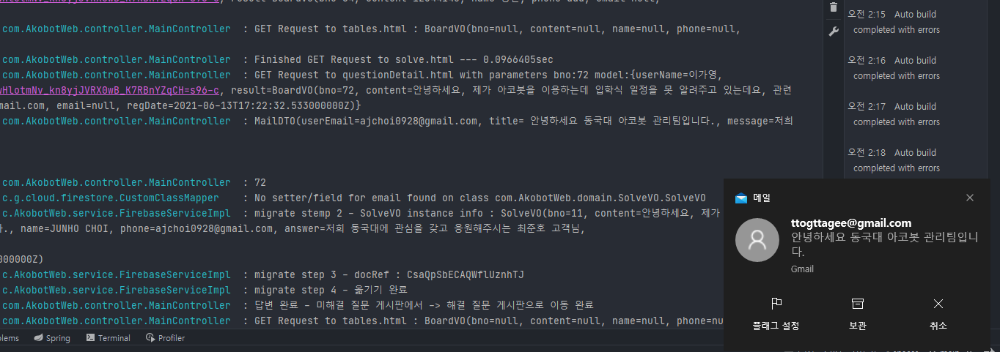 com.AkobotWeb.controller.MainController : GET Request to tables.html : BoardVO(bno=null, content=null, name=null, phone=null,
com.AkobotWeb.controller.MainController : Finished GET Request to solve.html --- 0.0966405sec
com.AkobotWeb.controller.MainController : GET Request to questionDetail.html with parameters bno:72 model:{userName=이가영,
wHlotmNv_kn8yjJVRX0wB_K7RBnYZqCH=s96-c, result=BoardVO(bno=72, content=안녕하세요, 제가 아코봇을 이용하는데 입학식 일정을 못 알려주고 있는데요, 관련
mail.com, email=null, regDate=2021-06-13T17:22:32.533000000Z)}
com.AkobotWeb.controller.MainController : MailDTO(userEmail=ajchoi0928@gmail.com, title= 안녕하세요 동국대 아코봇 관리팀입니다., message=저희
com.AkobotWeb.controller.MainController : 72
c.g.cloud.firestore.CustomClassMapper : No setter/field for email found on class com.AkobotWeb.domain.SolveVO.SolveVO
c.AkobotWeb.service.FirebaseServiceImpl : migrate stemp 2 - SolveVO instance info : SolveVO(bno=11, content=안녕하세요, 제가
., name=JUNHO CHOI, phone=ajchoi0928@gmail.com, answer=저희 동국대에 관심을 갖고 응원해주시는 최준호 고객님,
000000Z)
c.AkobotWeb.service.FirebaseServiceImpl : migrate step 3 - docRef : CsaQpSbECAQWflUznhTJ
c.AkobotWeb.service.FirebaseServiceImpl : migrate step 4 - 옮기기 완료
com.AkobotWeb.controller.MainController : 답변 완료 - 미해결 질문 게시판에서 -> 해결 질문 게시판으로 이동 완료
com.AkobotWeb.controller.MainController : GET Request to tables.html : BoardVO(bno=null, content=null, name=null, phone=nu
blems Spring Terminal Profiler
오전 2:15 Auto build
completed with errors
오전 2:16 Auto build
completed with errors
오전 2:17 Auto build
completed with errors
오전 2:18 Auto build
completed with errors
메일
ttogttagee@gmail.com
안녕하세요 동국대 아코봇 관리팀입니
다.
Gmail
플래그 설정 보관 취소